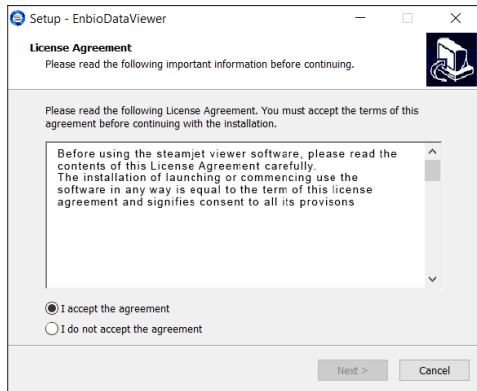 Setup - EnbioDataViewer
License Agreement
Please read the following important information before continuing.
Please read the following License Agreement. You must accept the terms of this
agreement before continuing with the installation.
Before using the steamjet viewer software, please read the
contents of this License Agreement carefully.
The installation of launching or commencing use the
software in any way is equal to the term of this license
agreement and signifies consent to all its provisons
I accept the agreement
I do not accept the agreement
Next >
Cancel